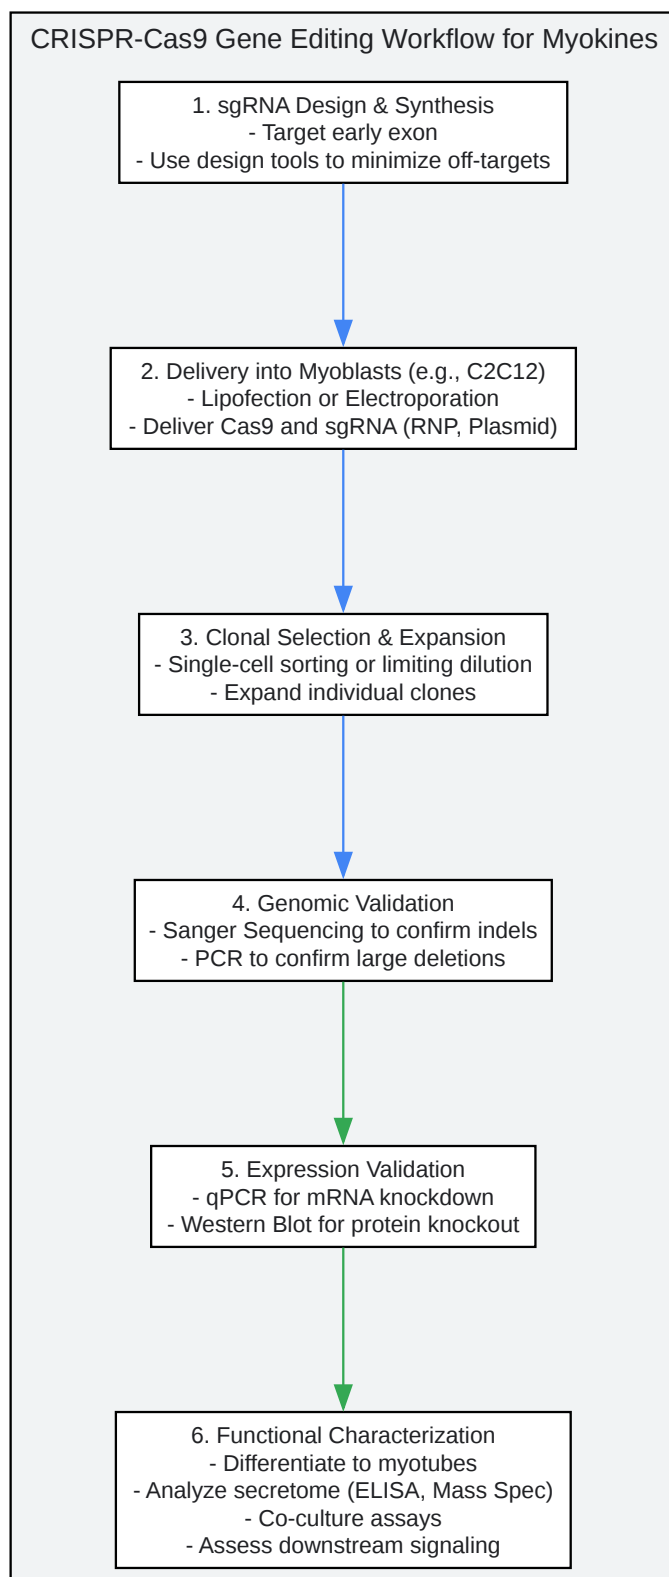 CRISPR-Cas9 Gene Editing Workflow for Myokines
1. sgRNA Design & Synthesis
- Target early exon
- Use design tools to minimize off-targets
2. Delivery into Myoblasts (e.g., C2C12)
- Lipofection or Electroporation
- Deliver Cas9 and sgRNA (RNP, Plasmid)
3. Clonal Selection & Expansion
- Single-cell sorting or limiting dilution
- Expand individual clones
4. Genomic Validation
- Sanger Sequencing to confirm indels
- PCR to confirm large deletions
5. Expression Validation
- qPCR for mRNA knockdown
- Western Blot for protein knockout
6. Functional Characterization
- Differentiate to myotubes
- Analyze secretome (ELISA, Mass Spec)
- Co-culture assays
- Assess downstream signaling